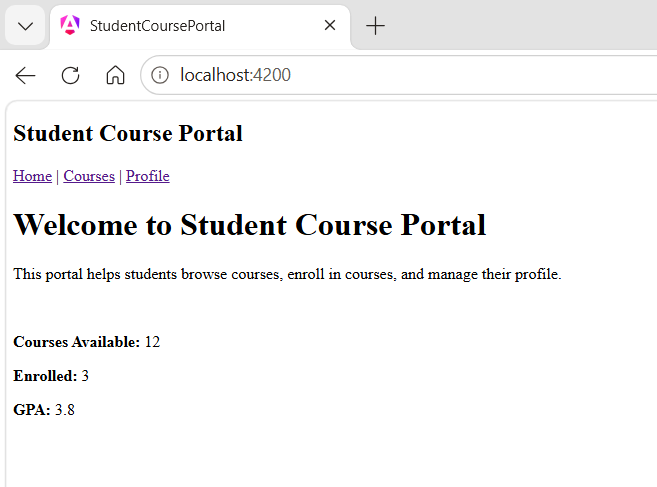 StudentCoursePortal
localhost:4200
Student Course Portal
Home | Courses | Profile
Welcome to Student Course Portal
This portal helps students browse courses, enroll in courses, and manage their profile.
Courses Available: 12
Enrolled: 3
GPA: 3.8